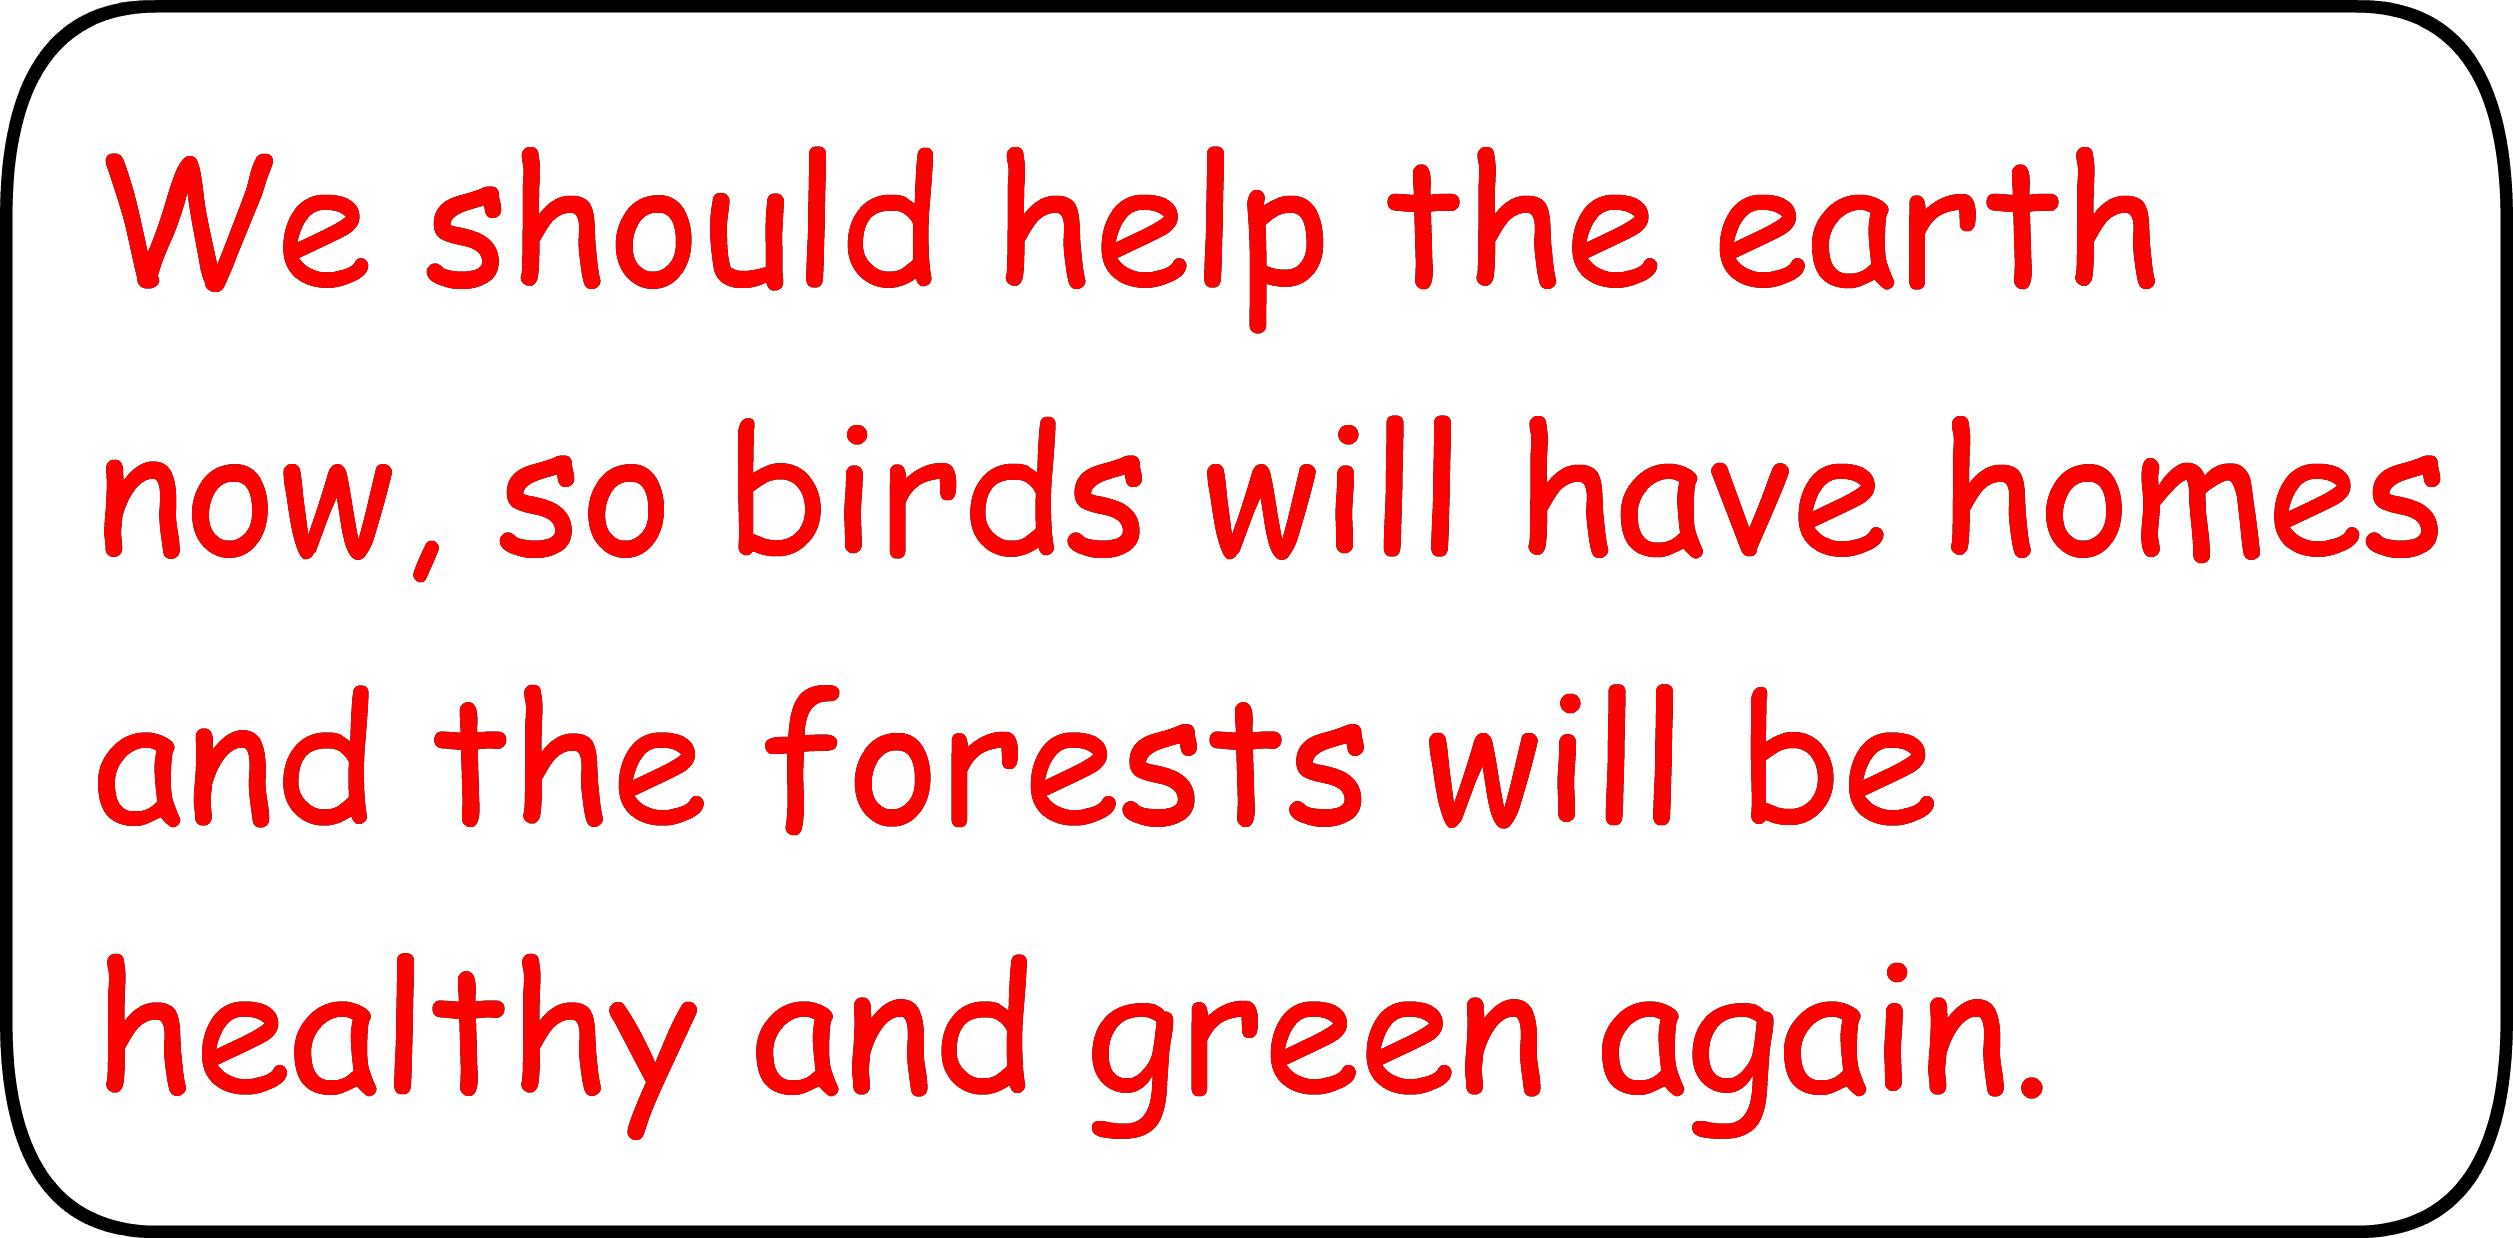 We should help the earth
now, so birds will have homes
and the forests will be
healthy and green again.